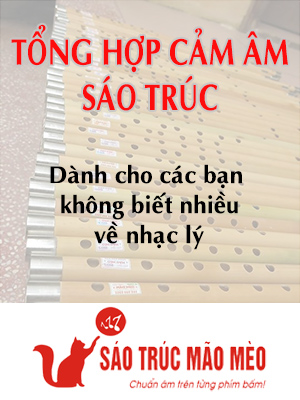 TỔNG HỢP CẢM ÂM
SÁO TRÚC
Dành cho các bạn
không biết nhiều
về nhạc lý
SÁO TRÚC MÃO MÈO
Chuẩn âm trên từng phím bấm!